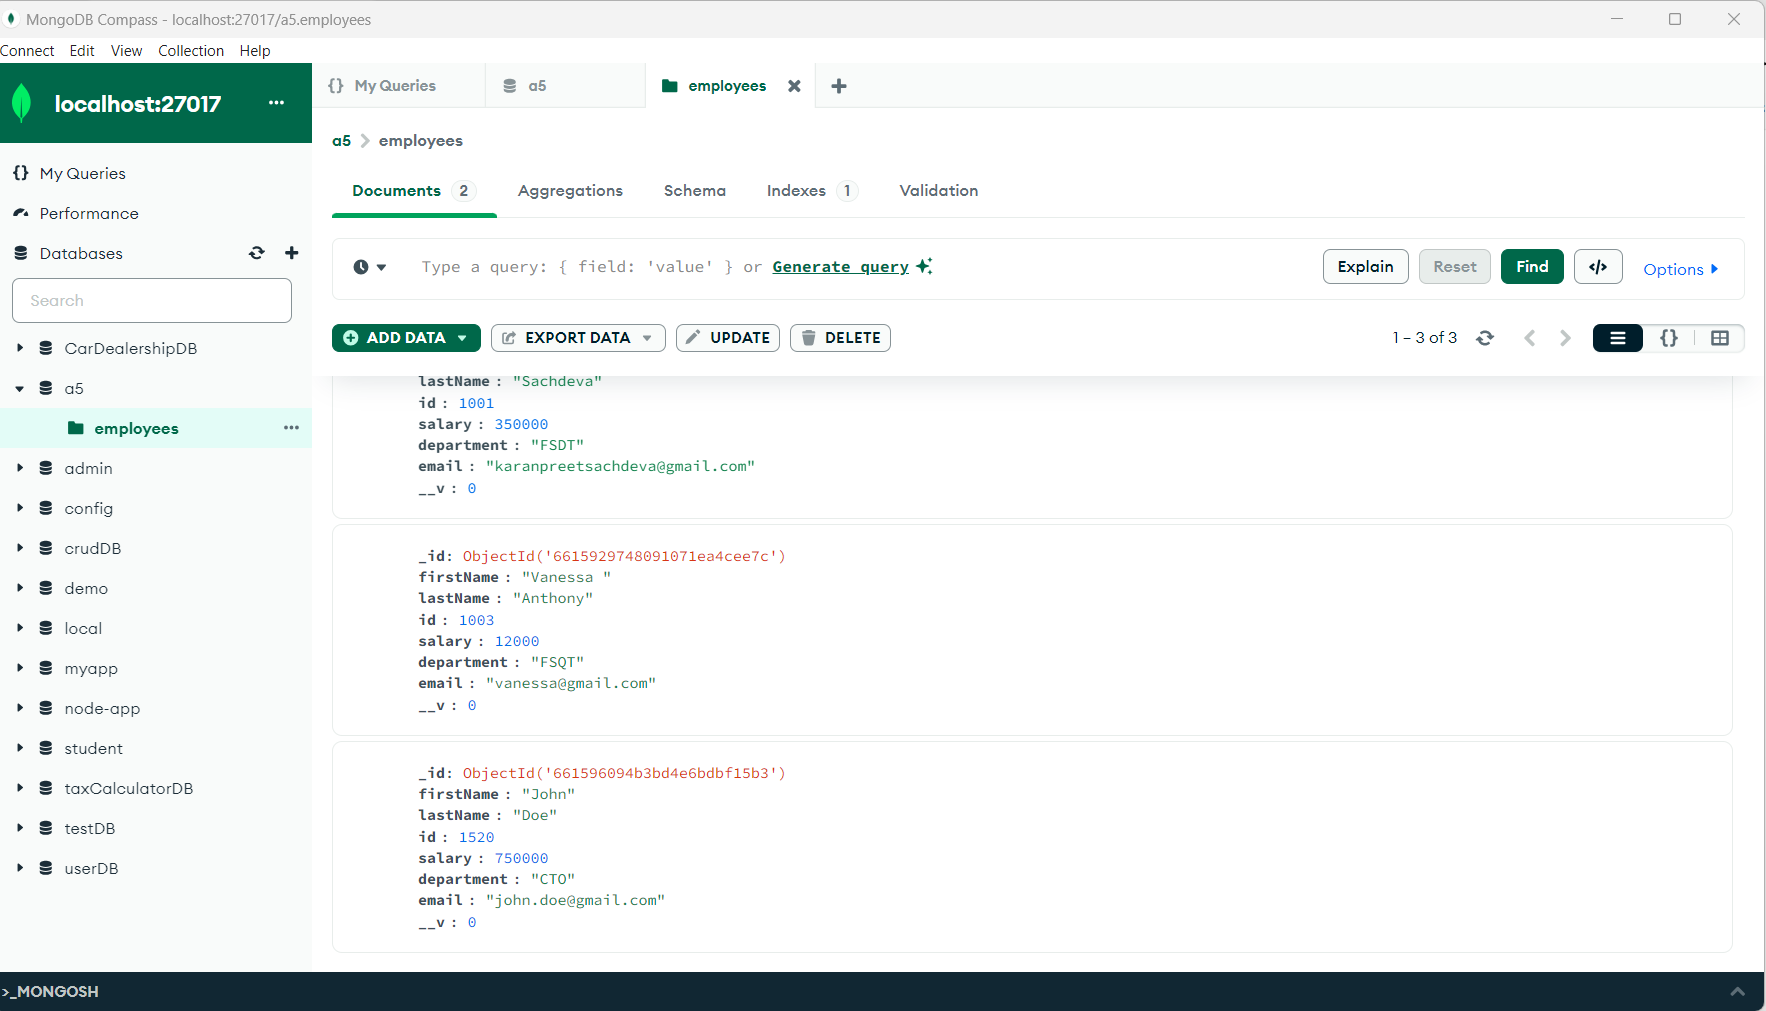 MongoDB Compass - localhost:27017/a5.employees
Connect Edit View Collection Help
localhost:27017 ...
{} My Queries
a5
employees
My Queries
Performance
Databases
Search
CarDealershipDB
a5
employees
admin
config
crudDB
demo
local
myapp
node-app
student
taxCalculatorDB
testDB
userDB
a5 > employees
Documents 2 Aggregations Schema Indexes 1 Validation
Type a query: { field: 'value' } or Generate query
Explain Reset Find </> Options
ADD DATA EXPORT DATA UPDATE DELETE
1 – 3 of 3 {}
lastName : "Sachdeva"
id : 1001
salary : 350000
department : "FSDT"
email : "karanpreetsachdeva@gmail.com"
__v : 0
_id: ObjectId('6615929748091071ea4cee7c')
firstName : "Vanessa "
lastName : "Anthony"
id : 1003
salary : 12000
department : "FSQT"
email : "vanessa@gmail.com"
__v : 0
_id: ObjectId('661596094b3bd4e6bdbf15b3')
firstName : "John"
lastName : "Doe"
id : 1520
salary : 750000
department : "CTO"
email : "john.doe@gmail.com"
__v : 0
>_MONGOSH